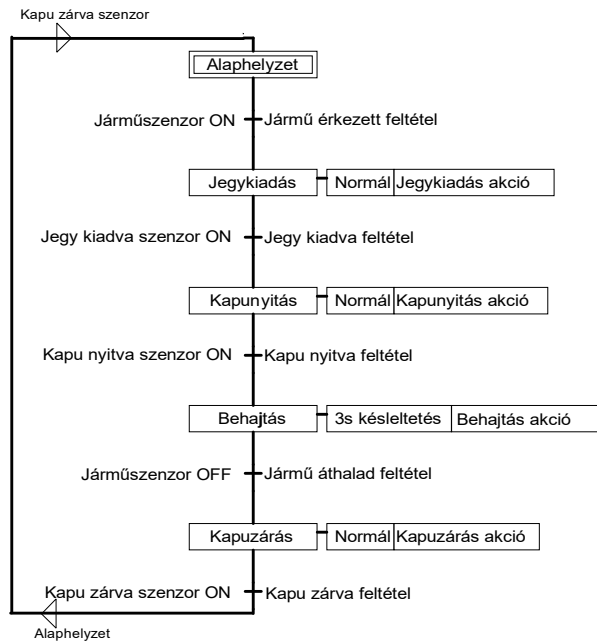 Kapu zárva szenzor
Alaphelyzet
Járműszenzor ON Jármű érkezett feltétel
Jegykiadás Normál Jegykiadás akció
Jegy kiadva szenzor ON Jegy kiadva feltétel
Kapunyitás Normál Kapunyitás akció
Kapu nyitva szenzor ON Kapu nyitva feltétel
Behajtás 3s késleltetés Behajtás akció
Járműszenzor OFF Jármű áthalad feltétel
Kapuzárás Normál Kapuzárás akció
Kapu zárva szenzor ON Kapu zárva feltétel
Alaphelyzet